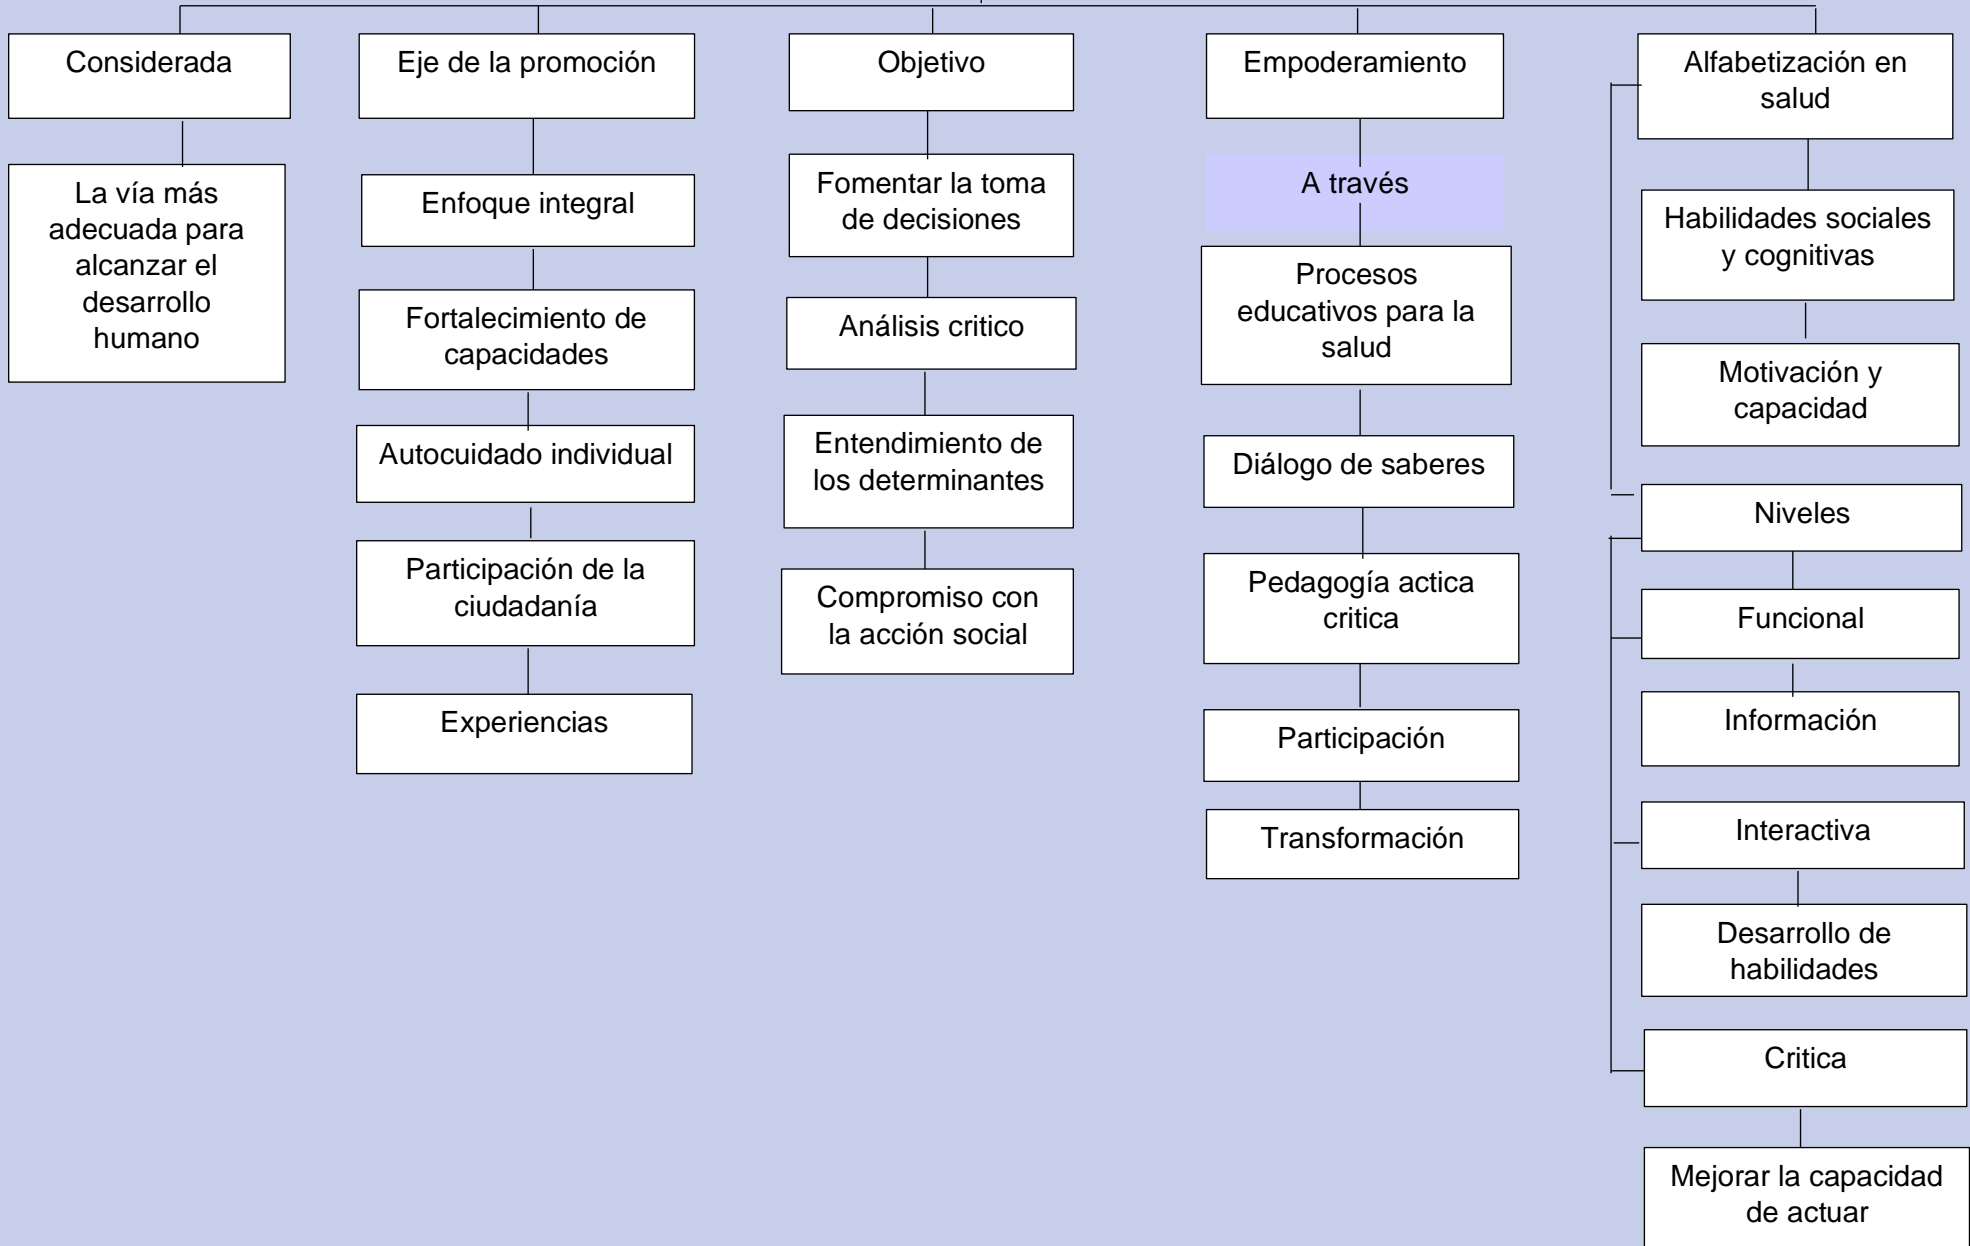 Considerada
La vía más
adecuada para
alcanzar el
desarrollo
humano
Eje de la promoción
Enfoque integral
Fortalecimiento de
capacidades
Autocuidado individual
Participación de la
ciudadanía
Experiencias
Objetivo
Fomentar la toma
de decisiones
Análisis critico
Entendimiento de
los determinantes
Compromiso con
la acción social
Empoderamiento
A través
Procesos
educativos para la
salud
Diálogo de saberes
Pedagogía actica
critica
Participación
Transformación
Alfabetización en
salud
Habilidades sociales
y cognitivas
Motivación y
capacidad
Niveles
Funcional
Información
Interactiva
Desarrollo de
habilidades
Critica
Mejorar la capacidad
de actuar